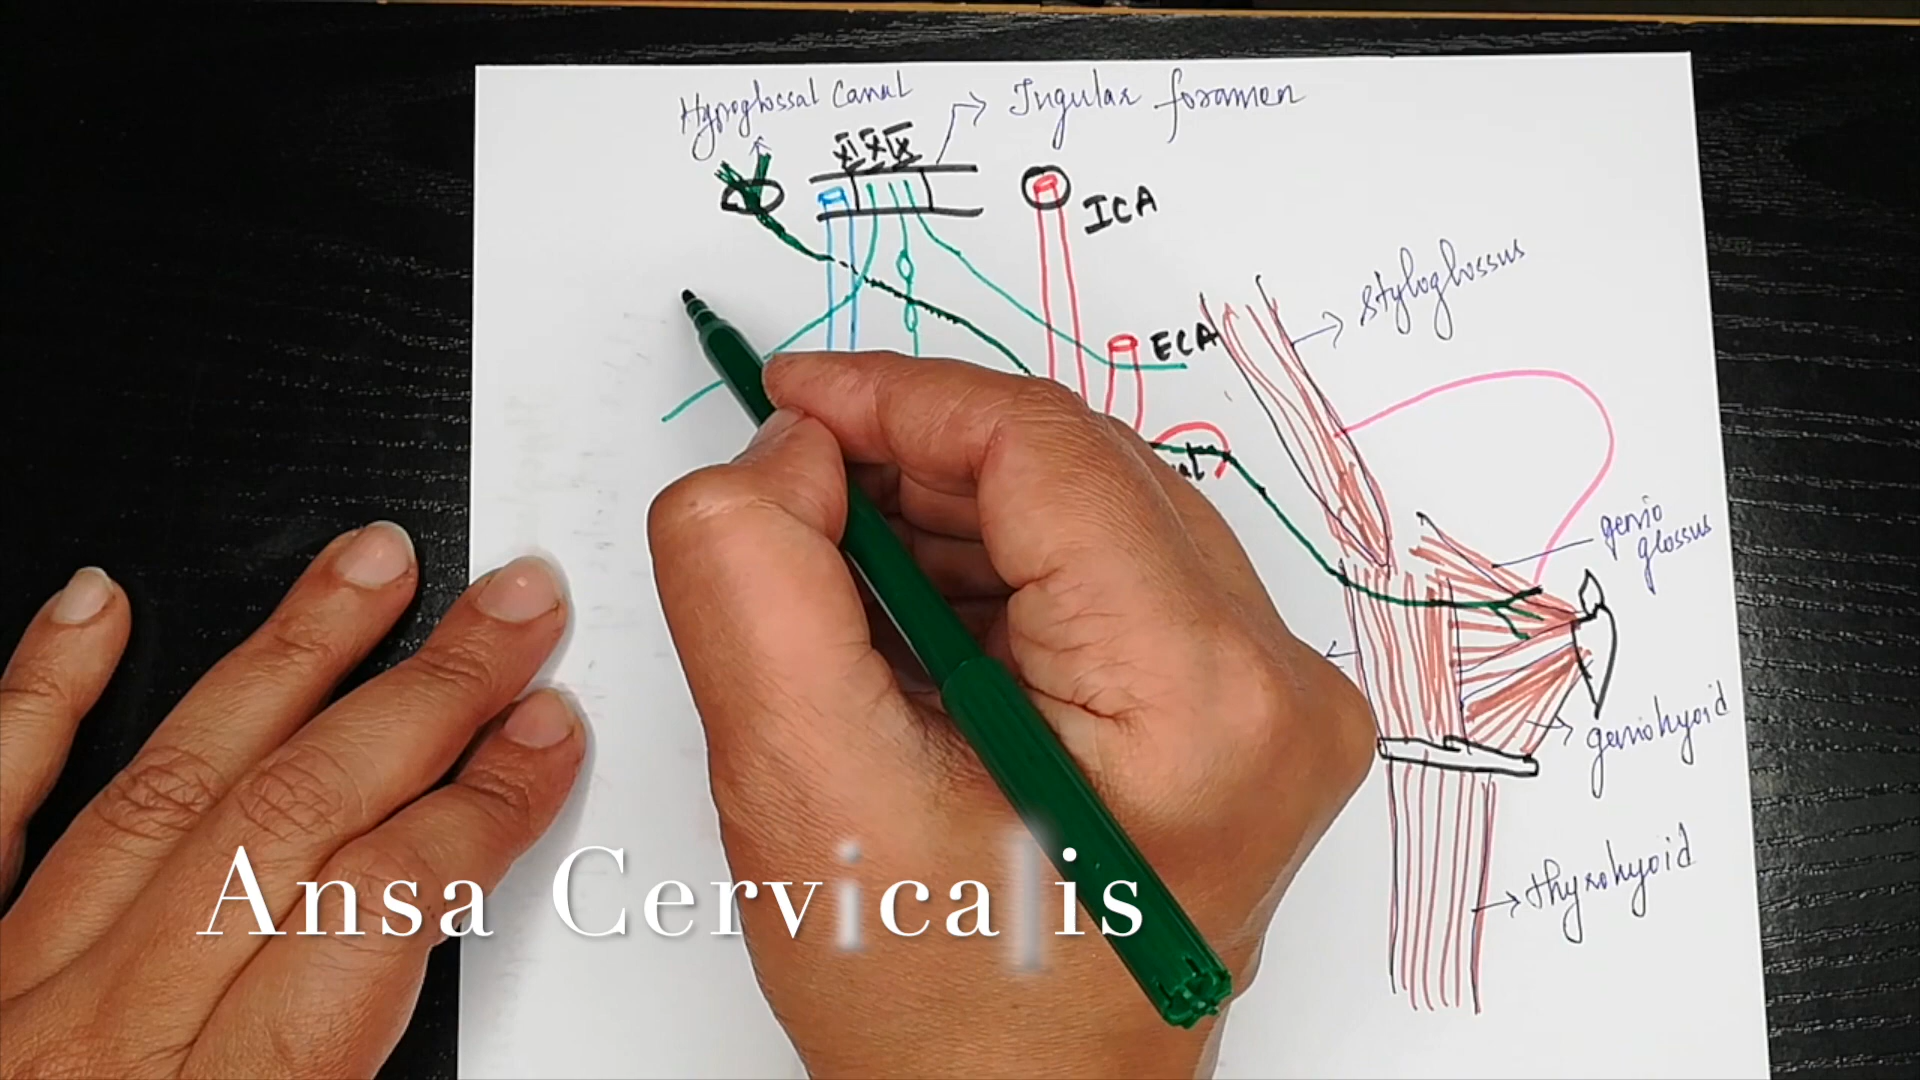 Hypoglossal Canal
Jugular foramen
XI X IX
ICA
ECA
styloglossus
genio
glossus
geniohyoid
thyrohyoid
Ansa Cervicalis